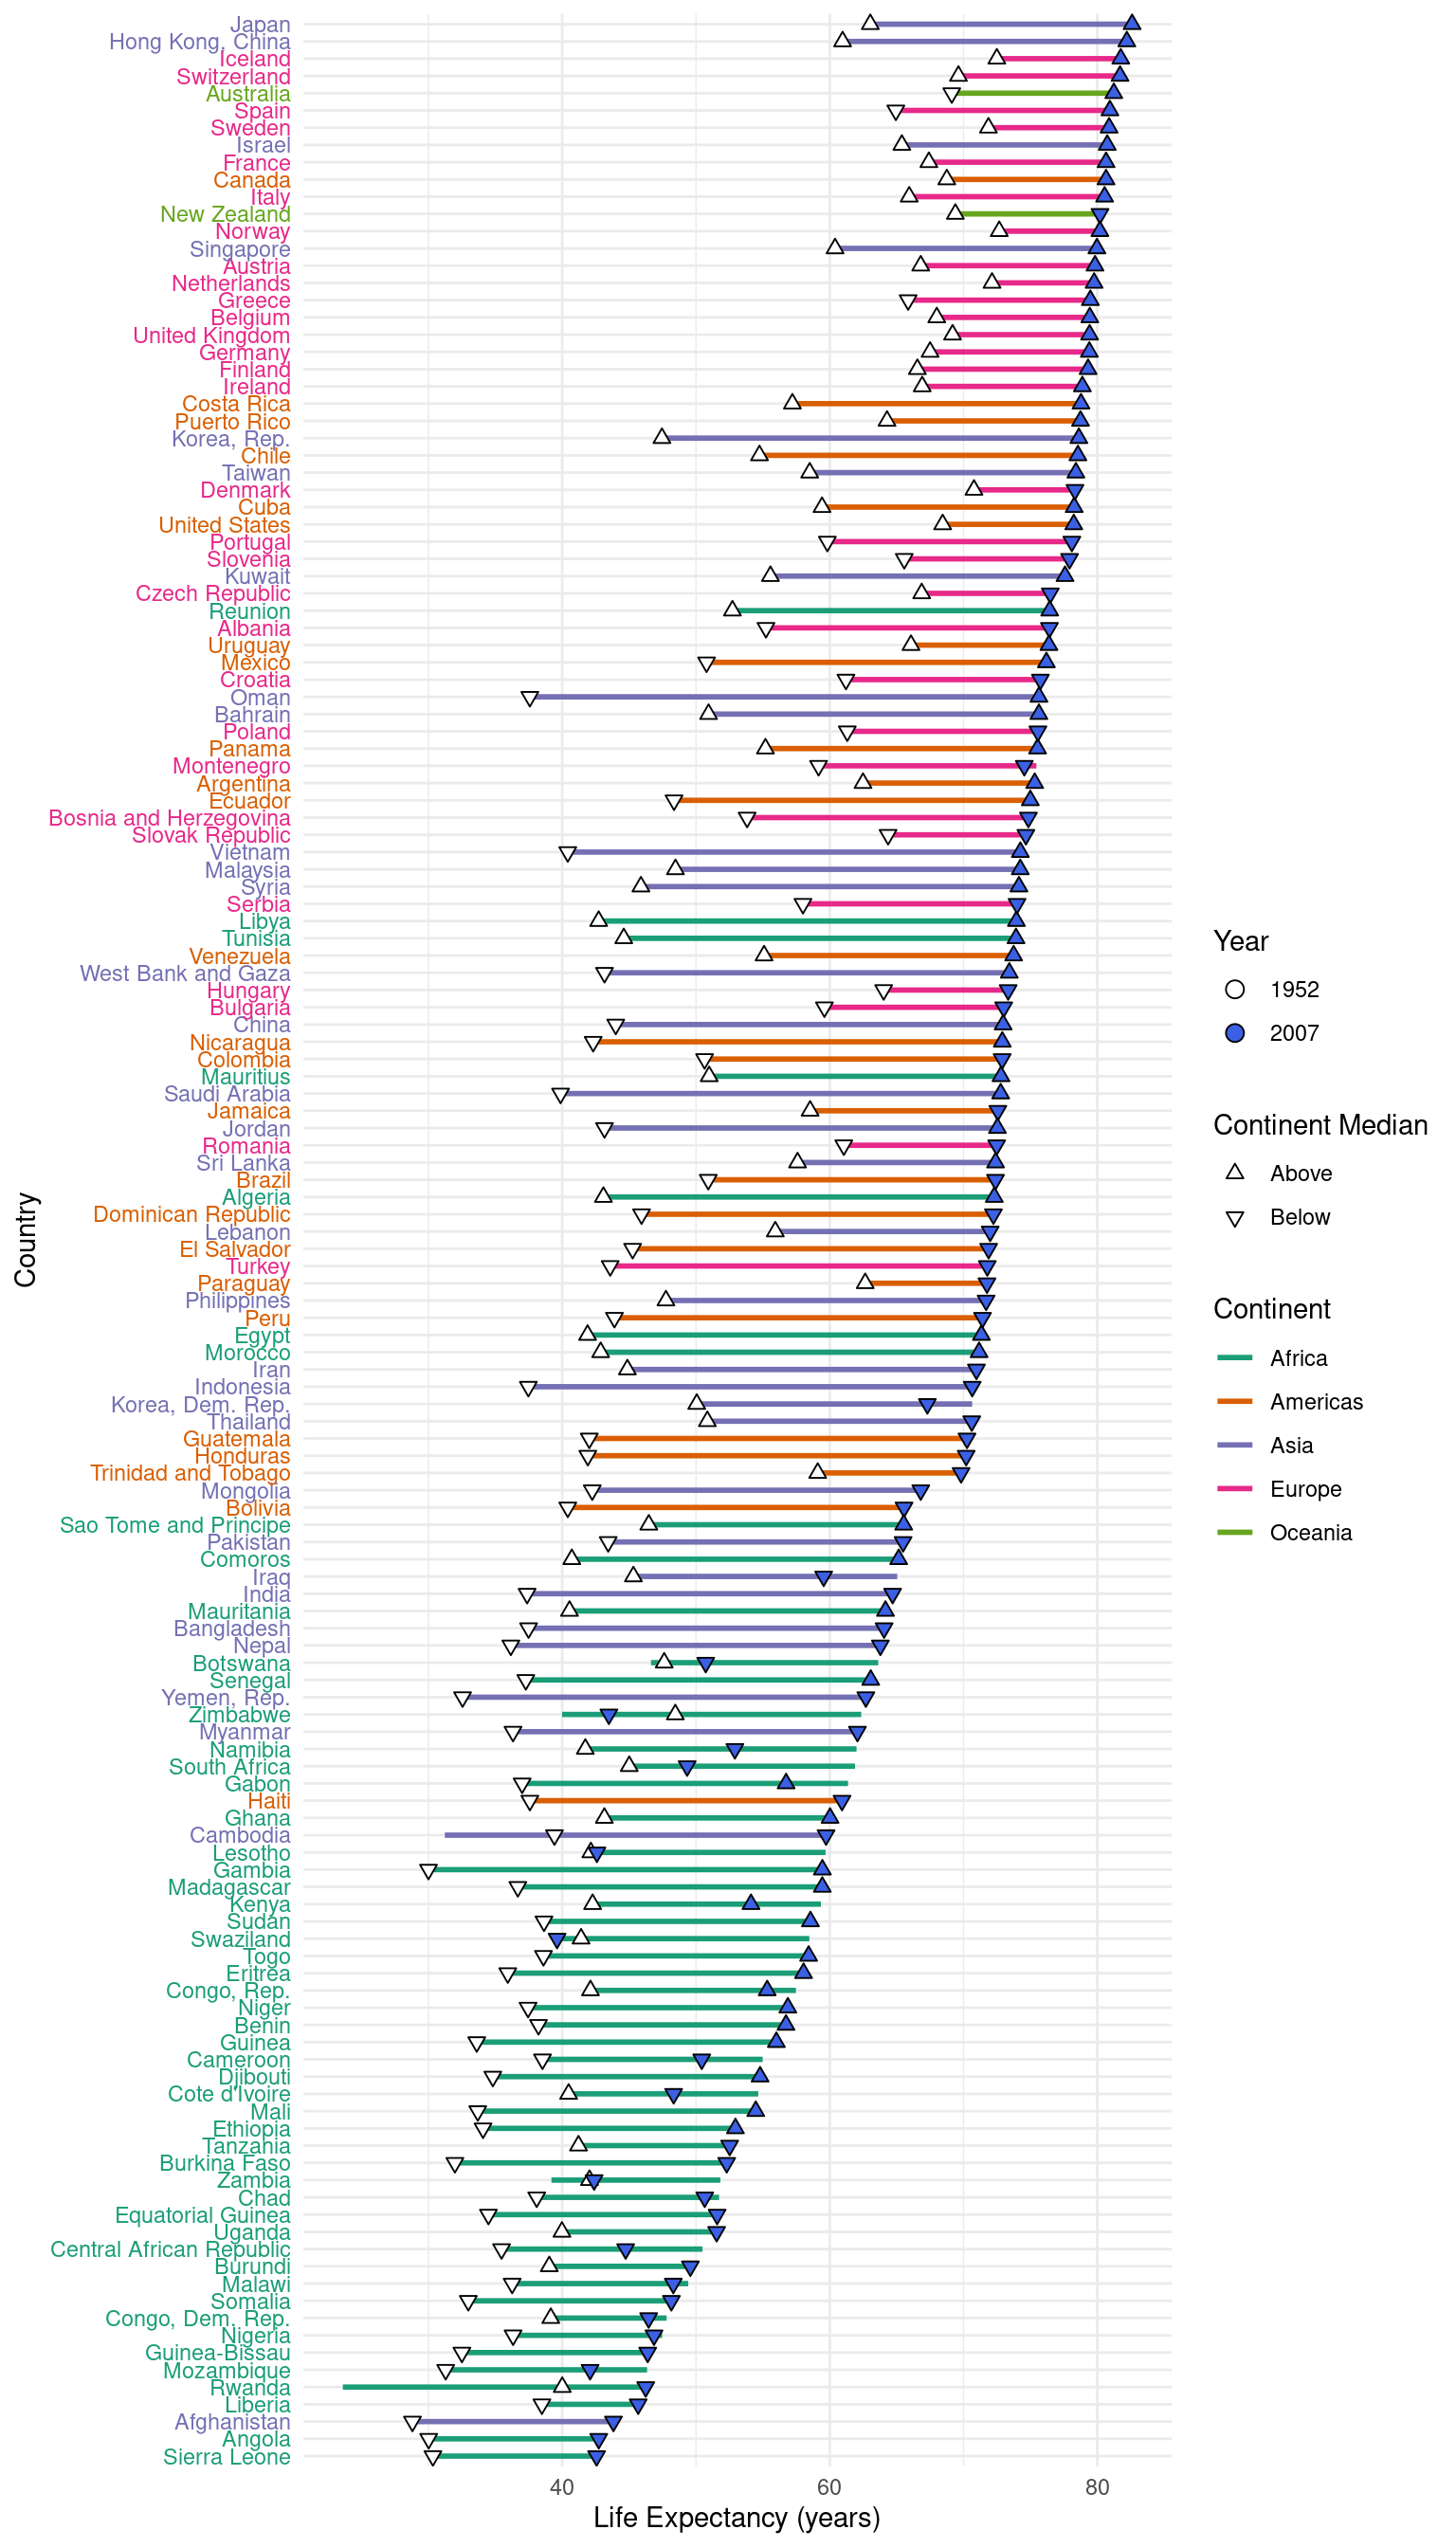 Japan
Hong Kong, China
Iceland
Switzerland
Australia
Spain
Sweden
Israel
France
Canada
Italy
New Zealand
Norway
Singapore
Austria
Netherlands
Greece
Belgium
United Kingdom
Germany
Finland
Ireland
Costa Rica
Puerto Rico
Korea, Rep.
Chile
Taiwan
Denmark
Cuba
United States
Portugal
Slovenia
Kuwait
Czech Republic
Reunion
Albania
Uruguay
Mexico
Croatia
Oman
Bahrain
Poland
Panama
Montenegro
Argentina
Ecuador
Bosnia and Herzegovina
Slovak Republic
Vietnam
Malaysia
Syria
Serbia
Libya
Tunisia
Venezuela
West Bank and Gaza
Hungary
Bulgaria
China
Nicaragua
Colombia
Mauritius
Saudi Arabia
Jamaica
Jordan
Romania
Sri Lanka
Brazil
Algeria
Dominican Republic
Lebanon
El Salvador
Turkey
Paraguay
Philippines
Peru
Egypt
Morocco
Iran
Indonesia
Korea, Dem. Rep.
Thailand
Guatemala
Honduras
Trinidad and Tobago
Mongolia
Bolivia
Sao Tome and Principe
Pakistan
Comoros
Iraq
India
Mauritania
Bangladesh
Nepal
Botswana
Senegal
Yemen, Rep.
Zimbabwe
Myanmar
Namibia
South Africa
Gabon
Haiti
Ghana
Cambodia
Lesotho
Gambia
Madagascar
Kenya
Sudan
Swaziland
Togo
Eritrea
Congo, Rep.
Niger
Benin
Guinea
Cameroon
Djibouti
Cote d'Ivoire
Mali
Ethiopia
Tanzania
Burkina Faso
Zambia
Chad
Equatorial Guinea
Uganda
Central African Republic
Burundi
Malawi
Somalia
Congo, Dem. Rep.
Nigeria
Guinea-Bissau
Mozambique
Rwanda
Liberia
Afghanistan
Angola
Sierra Leone
Country
40 60 80
Life Expectancy (years)
Year
1952
2007
Continent Median
Above
Below
Continent
Africa
Americas
Asia
Europe
Oceania